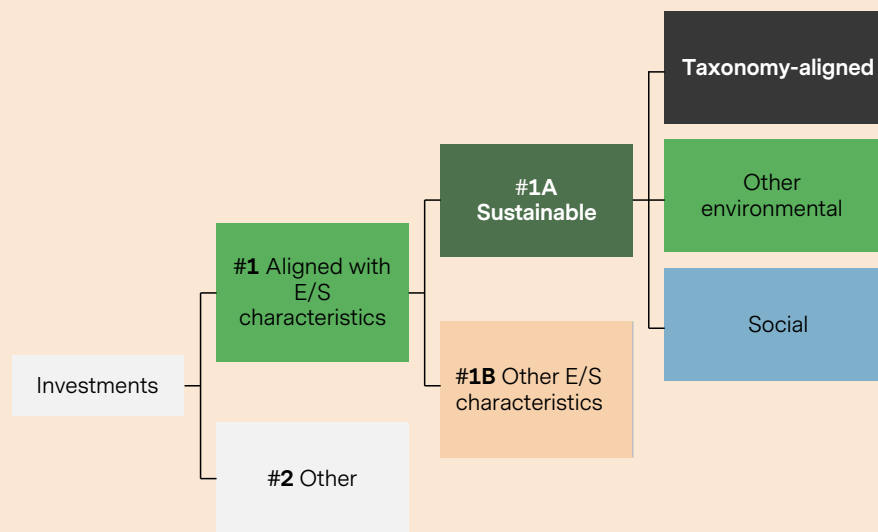 Investments
#1 Aligned with
E/S
characteristics
#2 Other
#1A
Sustainable
#1B Other E/S
characteristics
Taxonomy-aligned
Other
environmental
Social